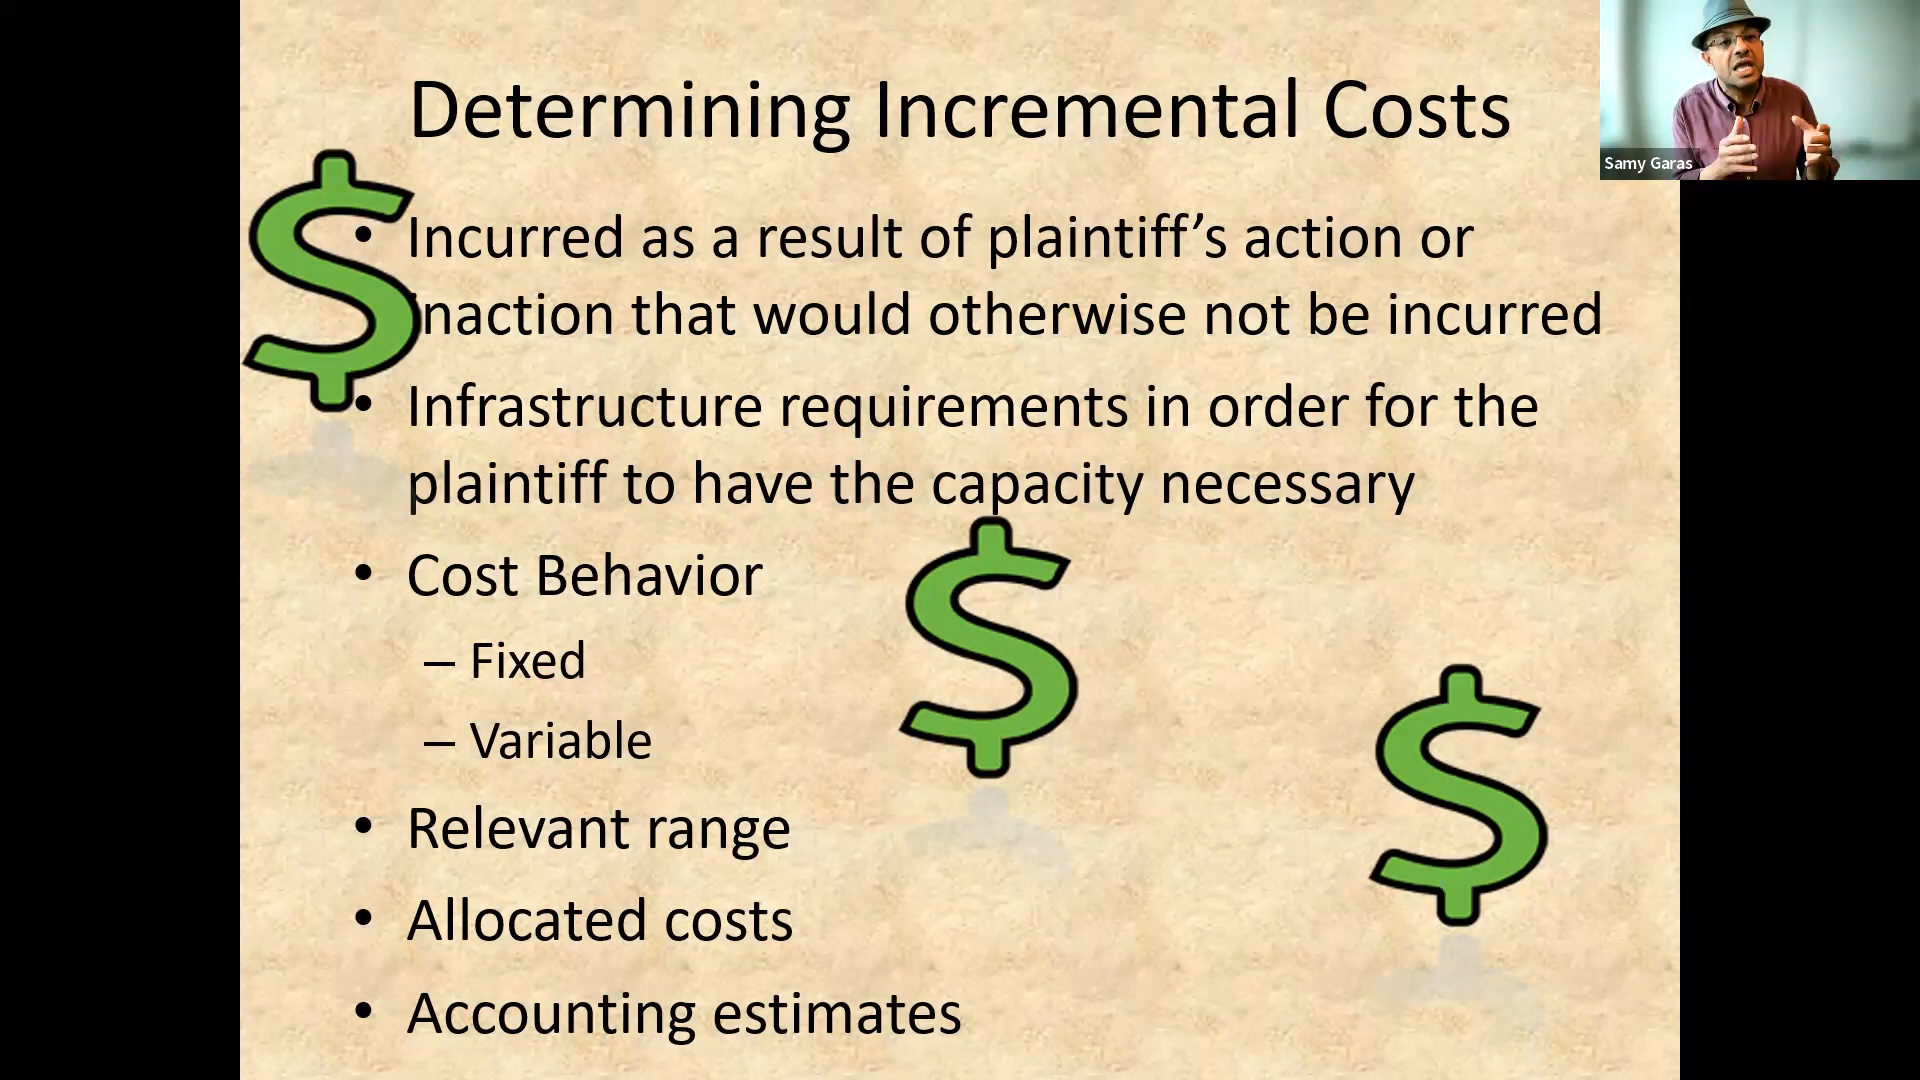 Determining Incremental Costs
Samy Garas
• Incurred as a result of plaintiff’s action or
inaction that would otherwise not be incurred
• Infrastructure requirements in order for the
plaintiff to have the capacity necessary
• Cost Behavior
– Fixed
– Variable
• Relevant range
• Allocated costs
• Accounting estimates